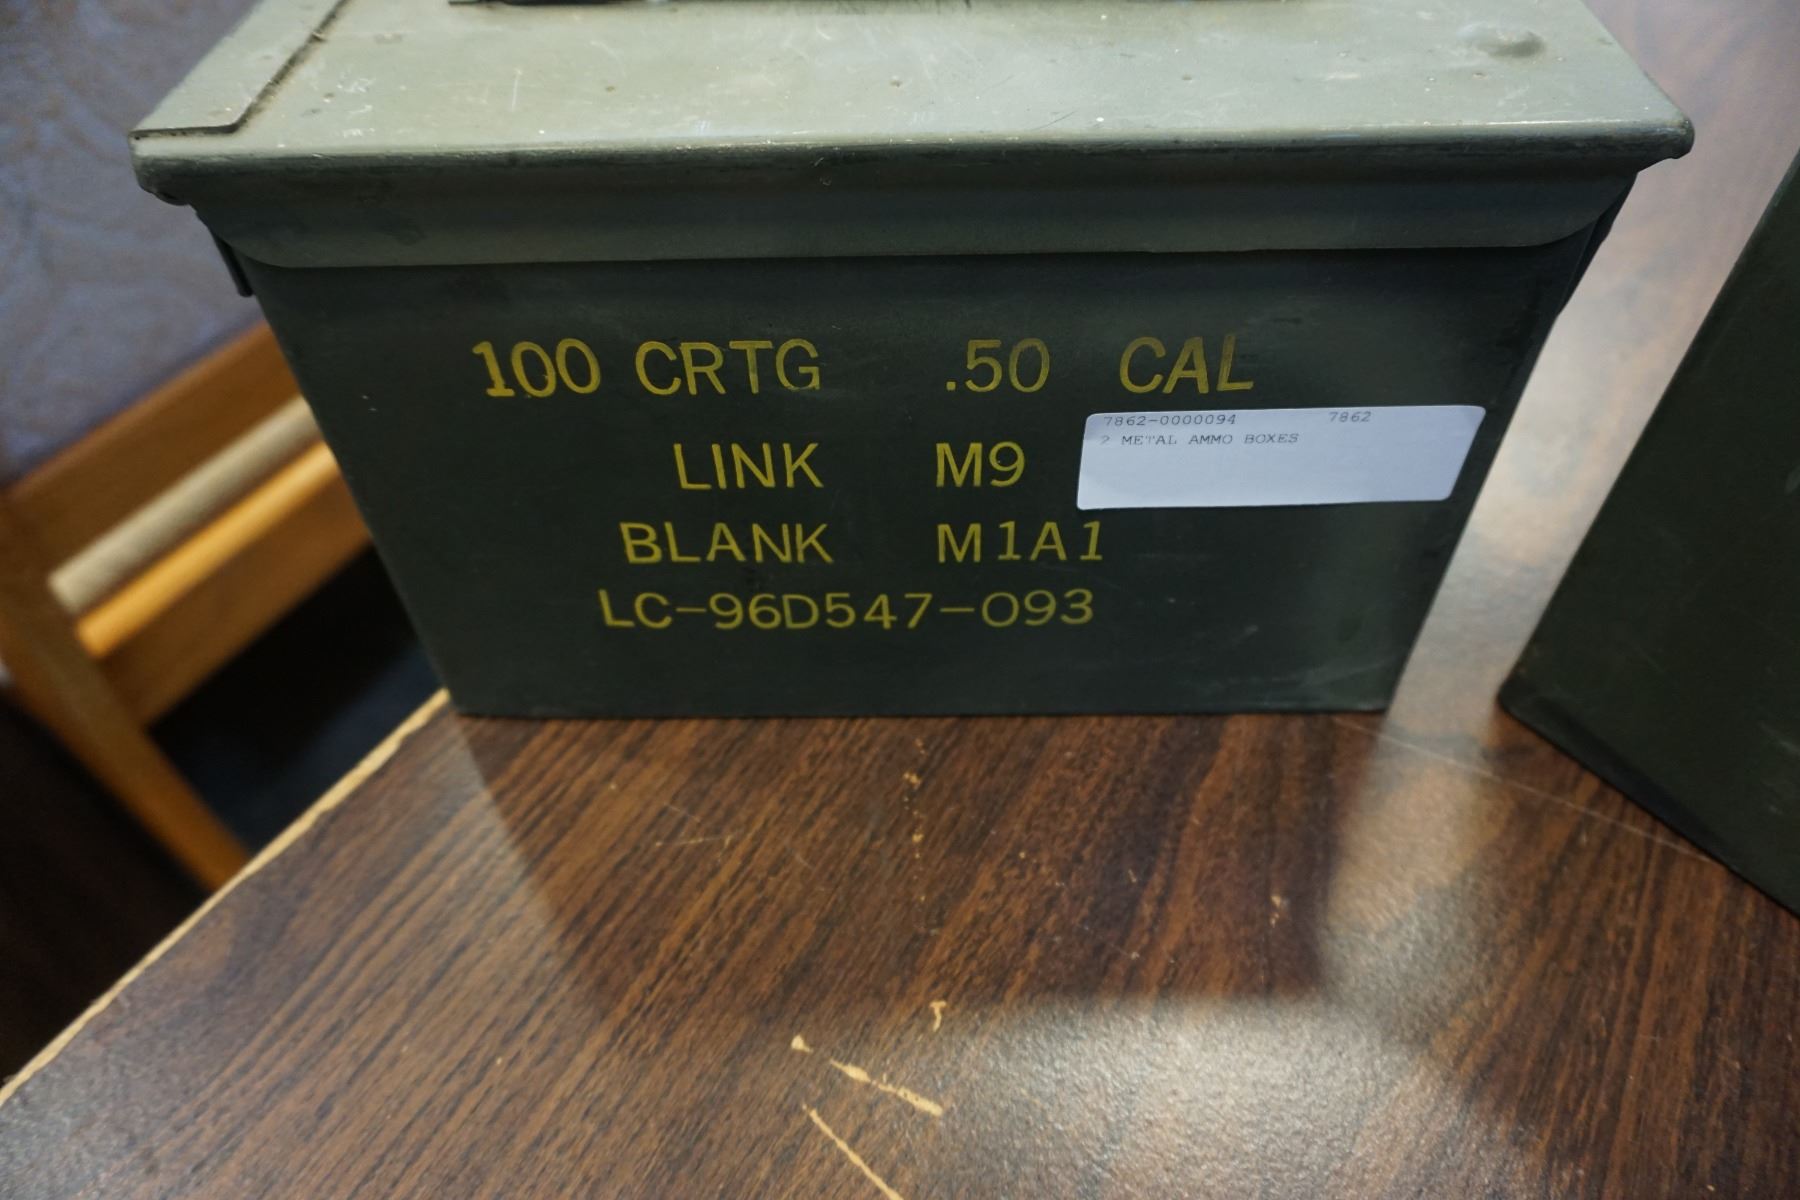 100 CRTG .50 CAL
LINK M9
BLANK M1A1
LC-96D547-093
7862-0000094 7862
2 METAL AMMO BOXES